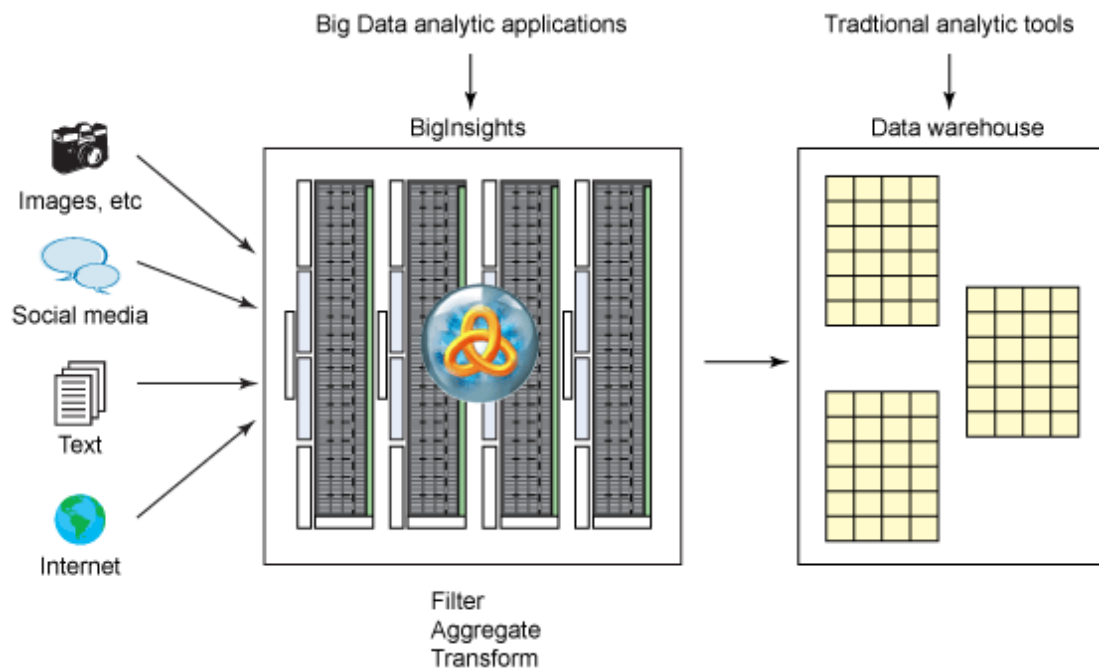 Big Data analytic applications
Tradtional analytic tools
BigInsights
Data warehouse
Images, etc
Social media
Text
Internet
Filter
Aggregate
Transform